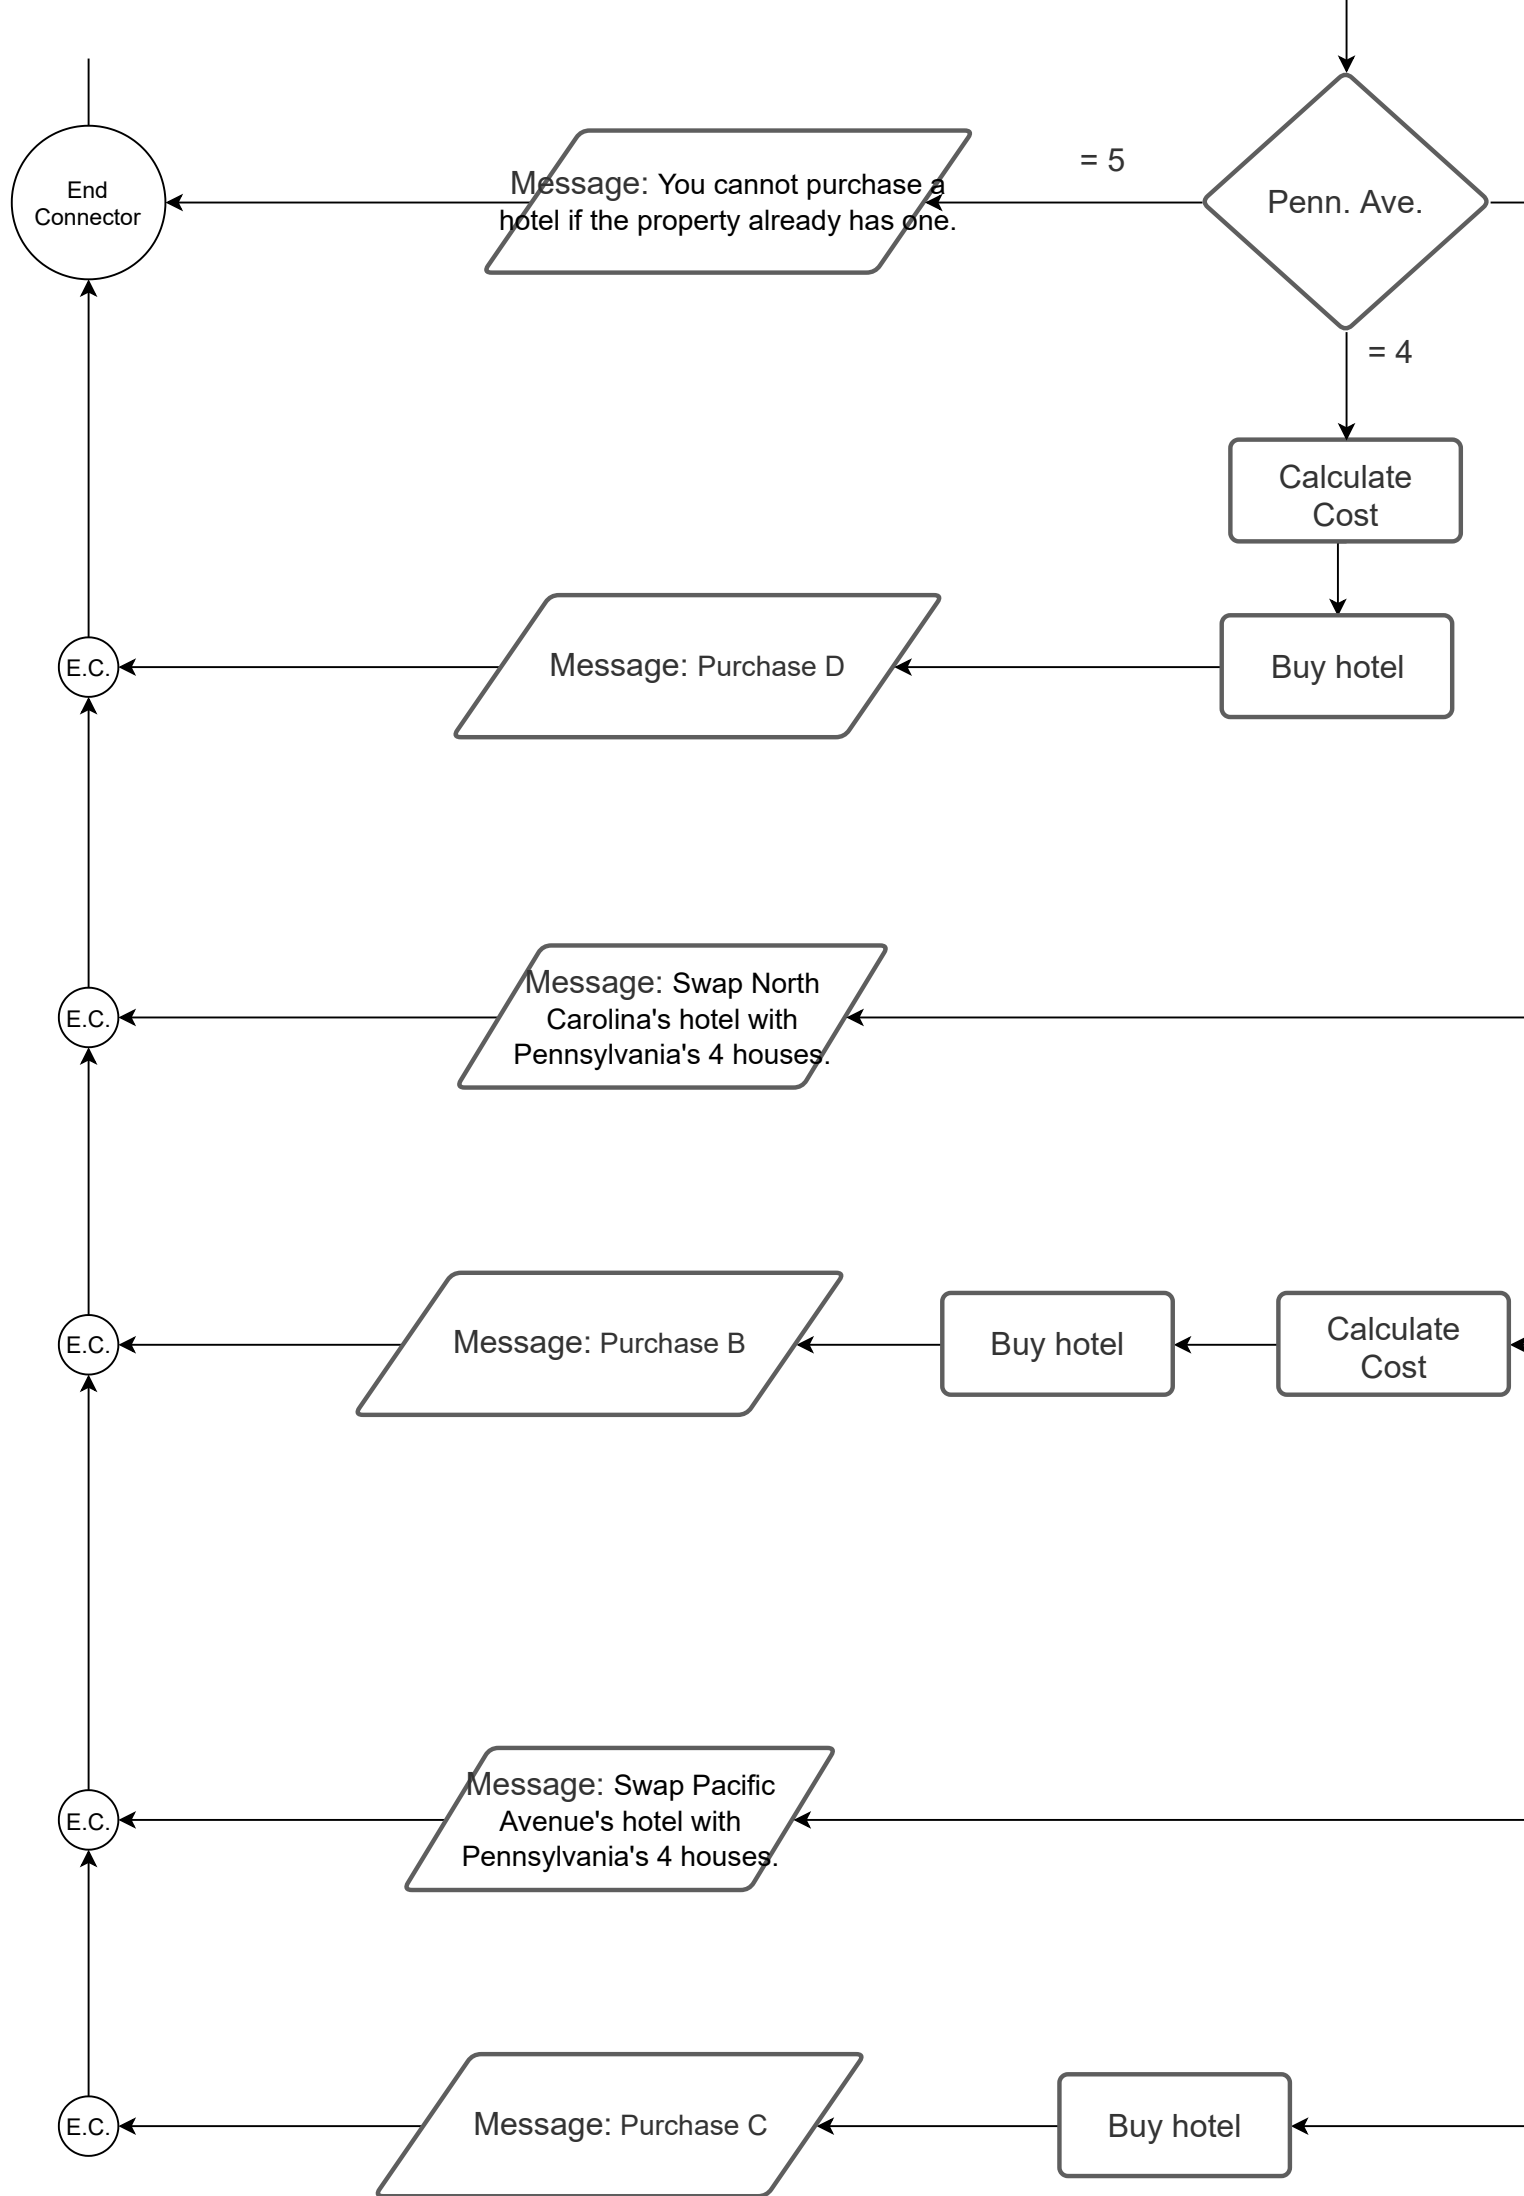 = 5
End
Connector
Message: You cannot purchase a
hotel if the property already has one.
Penn. Ave.
= 4
Calculate
Cost
E.C.
Message: Purchase D
Buy hotel
E.C.
Message: Swap North
Carolina's hotel with
Pennsylvania's 4 houses.
E.C.
Message: Purchase B
Buy hotel
Calculate
Cost
E.C.
Message: Swap Pacific
Avenue's hotel with
Pennsylvania's 4 houses.
E.C.
Message: Purchase C
Buy hotel